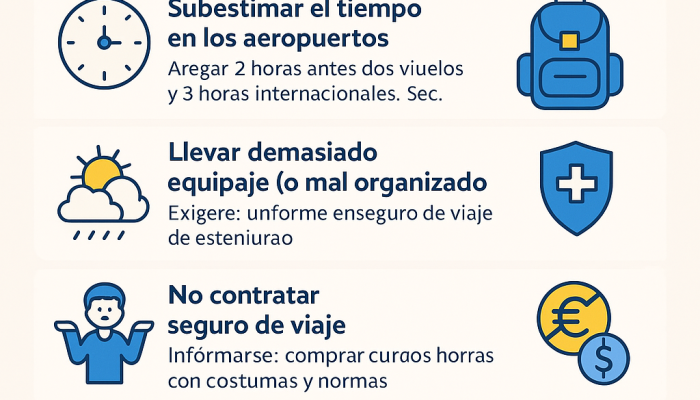 Subestimar el tiempo
en los aeropuertos
Aregar 2 horas antes dos viuelos
y 3 horas internacionales. Sec.
Llevar demasiado
equipaje (o mal organizado
Exigere: unforme enseguro de viaje
de esteniurao
No contratar
seguro de viaje
Infórmarse: comprar curaos horras
con costumas y normas